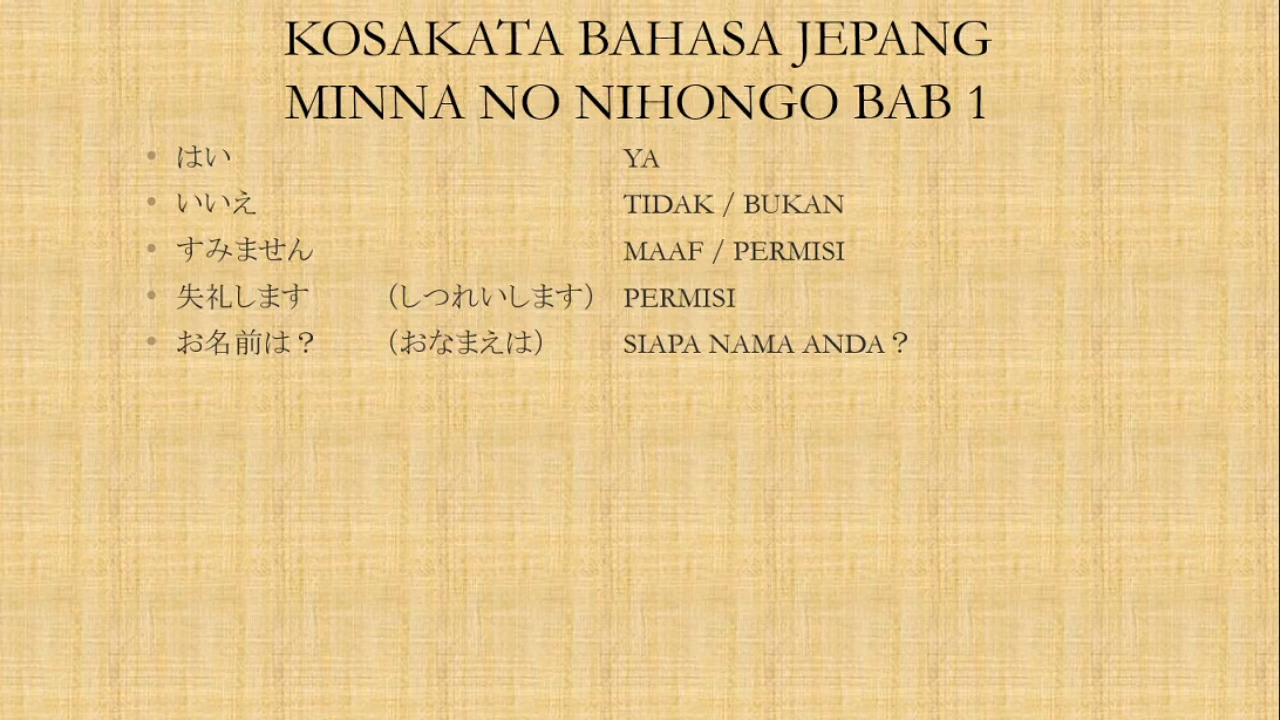 KOSAKATA BAHASA JEPANG
MINNA NO NIHONGO BAB 1
• はい YA
• いいえ TIDAK / BUKAN
• すみません MAAF / PERMISI
• 失礼します （しつれいします） PERMISI
• お名前は？ （おなまえは） SIAPA NAMA ANDA？